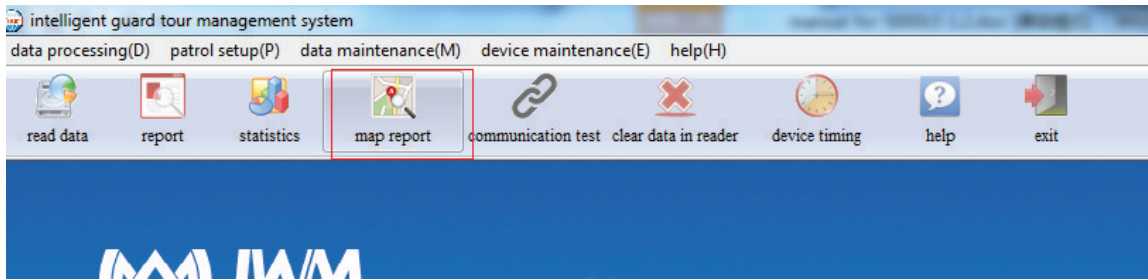 intelligent guard tour management system
data processing(D) patrol setup(P) data maintenance(M) device maintenance(E) help(H)
read data report statistics map report communication test clear data in reader device timing help exit
JWM